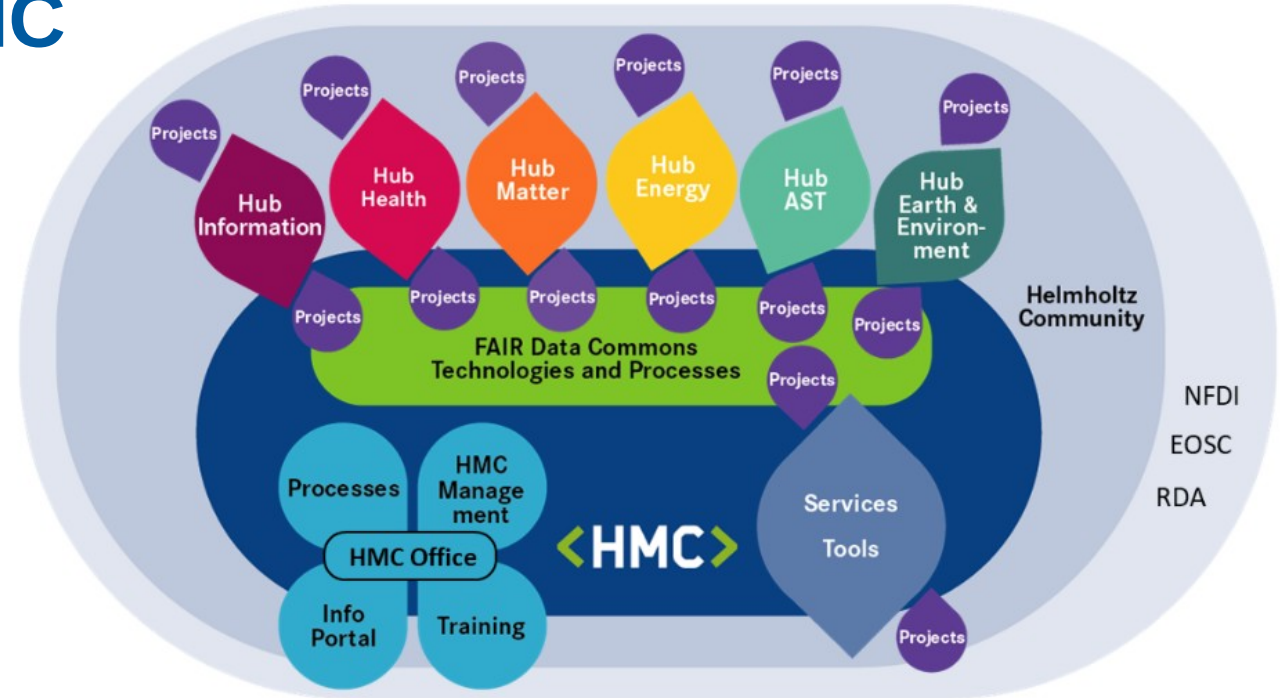 Projects
Projects
Projects
Projects
Projects
Projects
Hub
Information
Hub
Health
Hub
Matter
Hub
Energy
Hub
AST
Hub
Earth &
Environ-
ment
Projects
Projects
Projects
Projects
Projects
Projects
Helmholtz
Community
FAIR Data Commons
Technologies and Processes
Projects
NFDI
EOSC
RDA
Processes
HMC
Manage
ment
HMC Office
Info
Portal
Training
<HMC>
Services
Tools
Projects